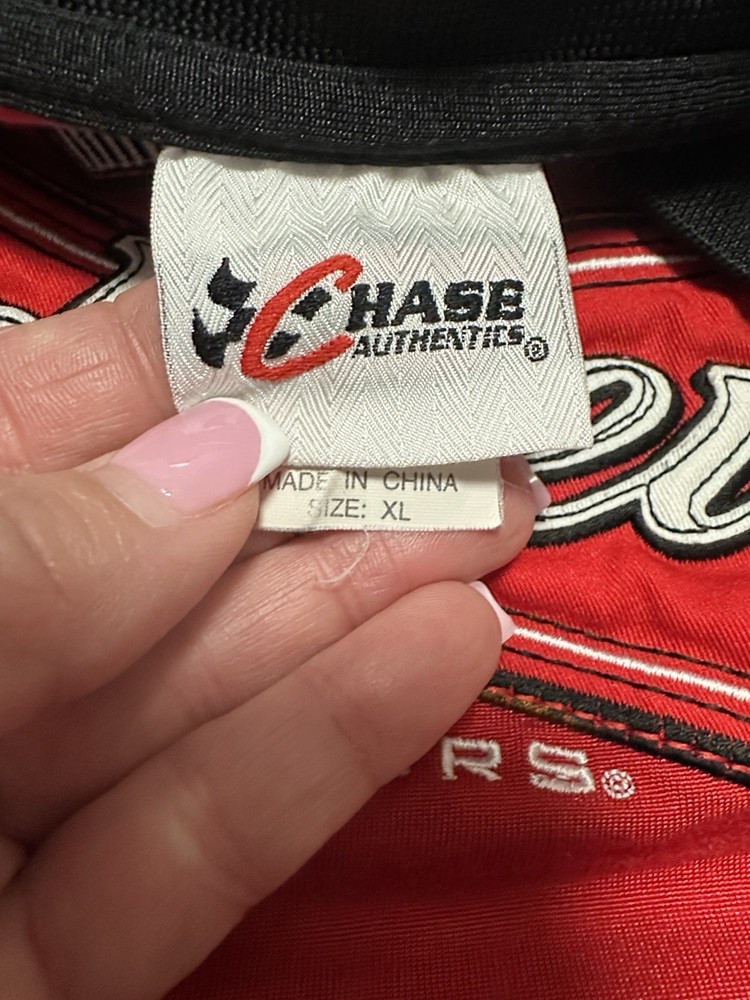 CHASE
AUTHENTICS®
MADE IN CHINA
SIZE: XL
RS®